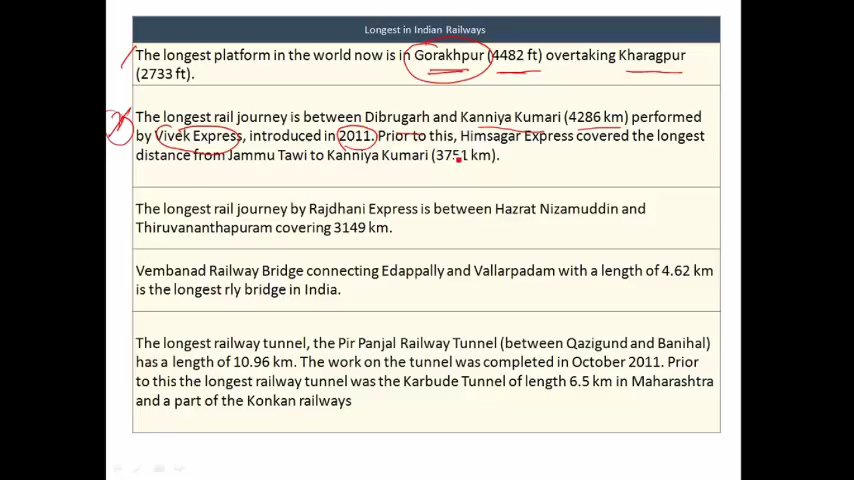 Longest in Indian Railways
The longest platform in the world now is in Gorakhpur (4482 ft) overtaking Kharagpur
(2733 ft).
The longest rail journey is between Dibrugarh and Kanniya Kumari (4286 km) performed
by Vivek Express, introduced in 2011. Prior to this, Himsagar Express covered the longest
distance from Jammu Tawi to Kanniya Kumari (3751 km).
The longest rail journey by Rajdhani Express is between Hazrat Nizamuddin and
Thiruvananthapuram covering 3149 km.
Vembanad Railway Bridge connecting Edappally and Vallarpadam with a length of 4.62 km
is the longest rly bridge in India.
The longest railway tunnel, the Pir Panjal Railway Tunnel (between Qazigund and Banihal)
has a length of 10.96 km. The work on the tunnel was completed in October 2011. Prior
to this the longest railway tunnel was the Karbude Tunnel of length 6.5 km in Maharashtra
and a part of the Konkan railways